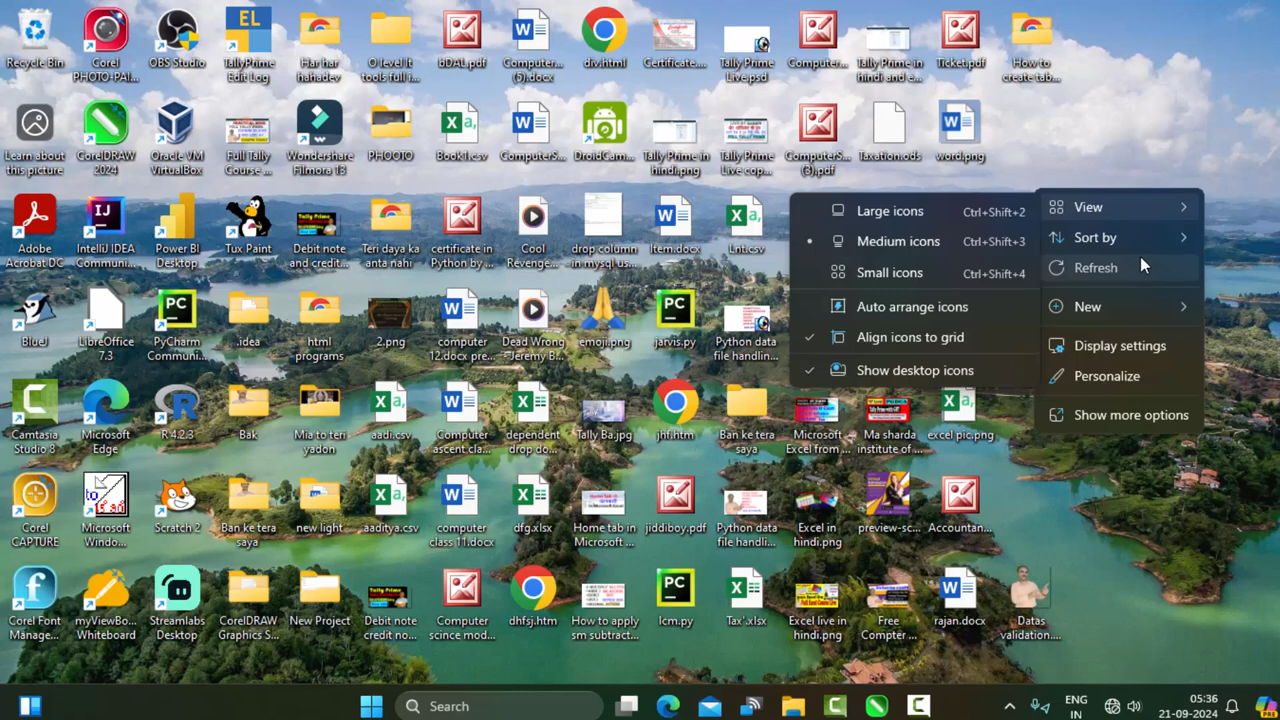 Recycle Bin
Corel
PHOTO-PAI...
OBS Studio
EL
TallyPrime
Edit Log
Har har
hahadev
O level it
tools full i...
BDAL.pdf
Computer...
(5).docx
div.html
Certificate....
Tally Prime
Live.psd
Computer...
Tally Prime in
hindi and e...
Ticket.pdf
How to
create tab...
Learn about
this picture
CorelDRAW
2024
Oracle VM
VirtualBox
Full Tally
Course ...
Wondershare
Filmora 13
PHOOTO
Book1.csv
ComputerS...
DroidCam...
Tally Prime in
hindi.png
Tally Prime
Live cop...
ComputerS...
(3).pdf
Taxation.ods
word.png
Adobe
Acrobat DC
IntelliJ IDEA
Communi...
Power BI
Desktop
Tux Paint
Debit note
and credit...
Teri daya ka
anta nahi
certificate in
Python by...
Cool
Revenge...
drop column
in mysql us...
Item.docx
Lnt.csv
BlueJ
LibreOffice
7.3
PyCharm
Communi...
.idea
html
programs
2.png
computer
12.docx pre...
Dead Wrong
- Jeremy B...
emoji.png
jarvis.py
Python data
file handlin...
Camtasia
Studio 8
Microsoft
Edge
R 4.2.3
Bak
Mia to teri
yadon
aadi.csv
Computer
ascent.cla...
dependent
drop do...
Tally Ba.jpg
jhf.htm
Ban ke tera
saya
Microsoft
Excel from ...
Ma sharda
institute of ...
excel pic.png
Corel
CAPTURE
Microsoft
Windo...
Scratch 2
Ban ke tera
saya
new light
aaditya.csv
computer
class 11.docx
dfg.xlsx
Home tab in
Microsoft ...
jiddiboy.pdf
Python data
file handli...
Excel in
hindi.png
preview-sc...
Accountan...
Corel Font
Manage...
myViewBo...
Whiteboard
Streamlabs
Desktop
CorelDRAW
Graphics S...
New Project
Debit note
credit no...
Computer
scince mod...
dhfsj.htm
How to apply
sm subtract...
lcm.py
Tax'.xlsx
Excel live in
hindi.png
Free
Compter ...
rajan.docx
Datas
validation....
Large icons Ctrl+Shift+2
Medium icons Ctrl+Shift+3
Small icons Ctrl+Shift+4
Auto arrange icons
Align icons to grid
Show desktop icons
View
Sort by
Refresh
New
Display settings
Personalize
Show more options
Search
ENG
IN
05:36
21-09-2024